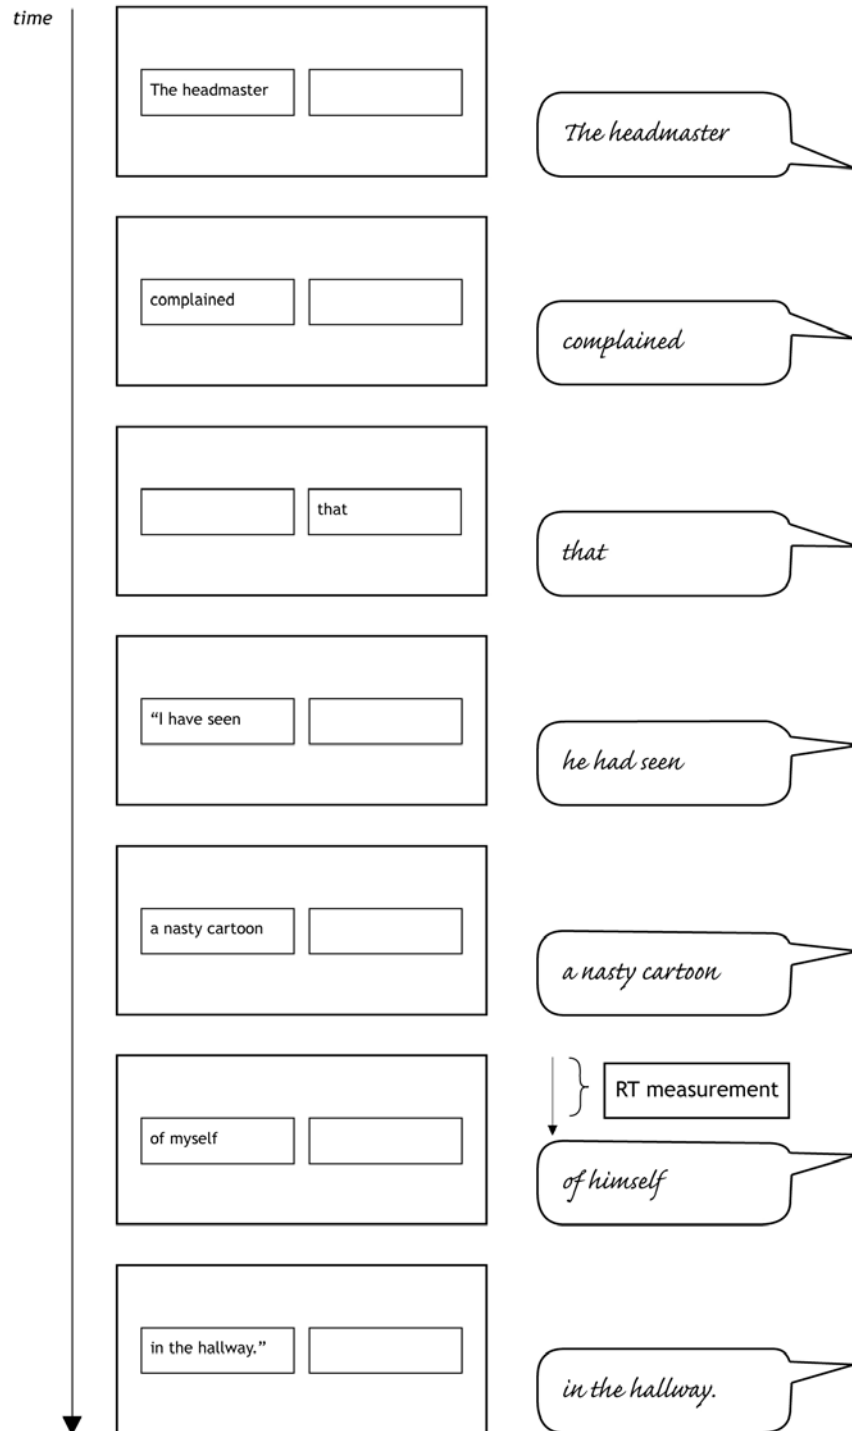 time
The headmaster
The headmaster
complained
complained
that
that
“I have seen
he had seen
a nasty cartoon
a nasty cartoon
RT measurement
of myself
of himself
in the hallway.”
in the hallway.